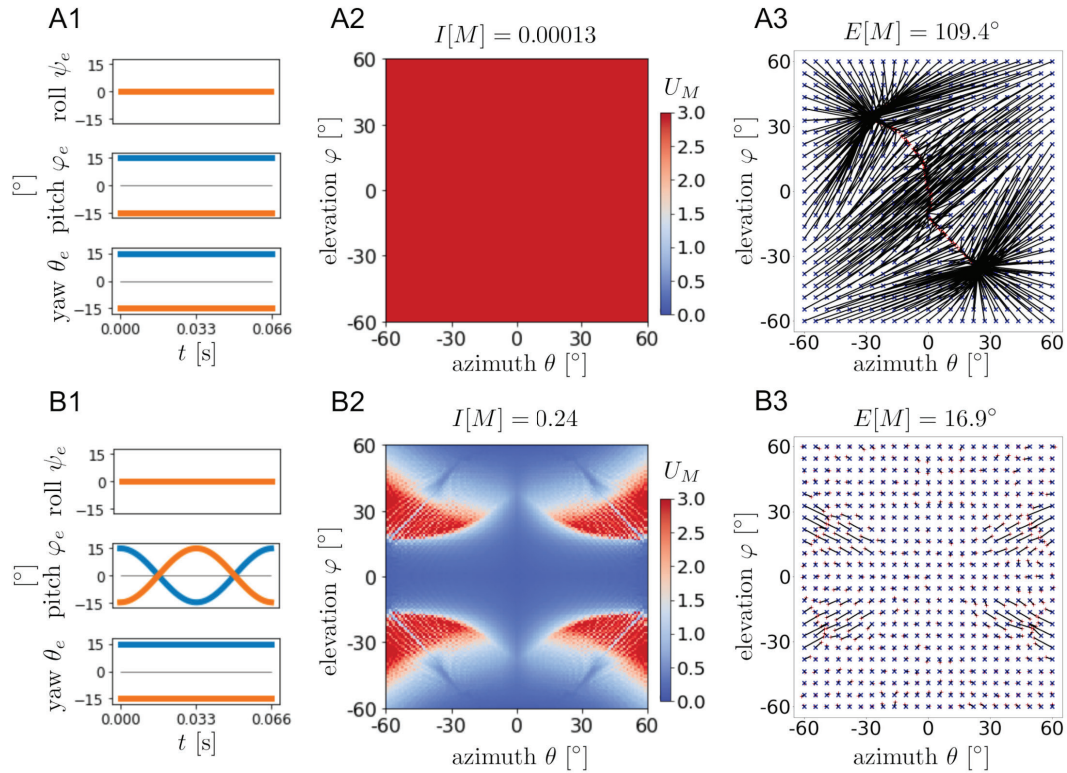 A1
A2
A3
I[M] = 0.00013
E[M] = 109.4°
[°]
roll ψ_e
15
0
-15
pitch φ_e
15
0
-15
yaw θ_e
15
0
-15
0.000 0.033 0.066
t [s]
elevation φ [°]
60
30
0
-30
-60
-60 -30 0 30 60
azimuth θ [°]
U_M
3.0
2.5
2.0
1.5
1.0
0.5
0.0
elevation φ [°]
60
30
0
-30
-60
-60 -30 0 30 60
azimuth θ [°]
B1
B2
B3
I[M] = 0.24
E[M] = 16.9°
[°]
roll ψ_e
15
0
-15
pitch φ_e
15
0
-15
yaw θ_e
15
0
-15
0.000 0.033 0.066
t [s]
elevation φ [°]
60
30
0
-30
-60
-60 -30 0 30 60
azimuth θ [°]
U_M
3.0
2.5
2.0
1.5
1.0
0.5
0.0
elevation φ [°]
60
30
0
-30
-60
-60 -30 0 30 60
azimuth θ [°]